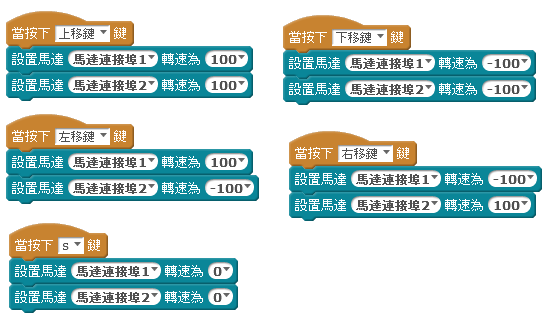 當按下 上移鍵 鍵
設置馬達 馬達連接埠1 轉速為 100
設置馬達 馬達連接埠2 轉速為 100
當按下 下移鍵 鍵
設置馬達 馬達連接埠1 轉速為 -100
設置馬達 馬達連接埠2 轉速為 -100
當按下 左移鍵 鍵
設置馬達 馬達連接埠1 轉速為 100
設置馬達 馬達連接埠2 轉速為 -100
當按下 右移鍵 鍵
設置馬達 馬達連接埠1 轉速為 -100
設置馬達 馬達連接埠2 轉速為 100
當按下 s 鍵
設置馬達 馬達連接埠1 轉速為 0
設置馬達 馬達連接埠2 轉速為 0